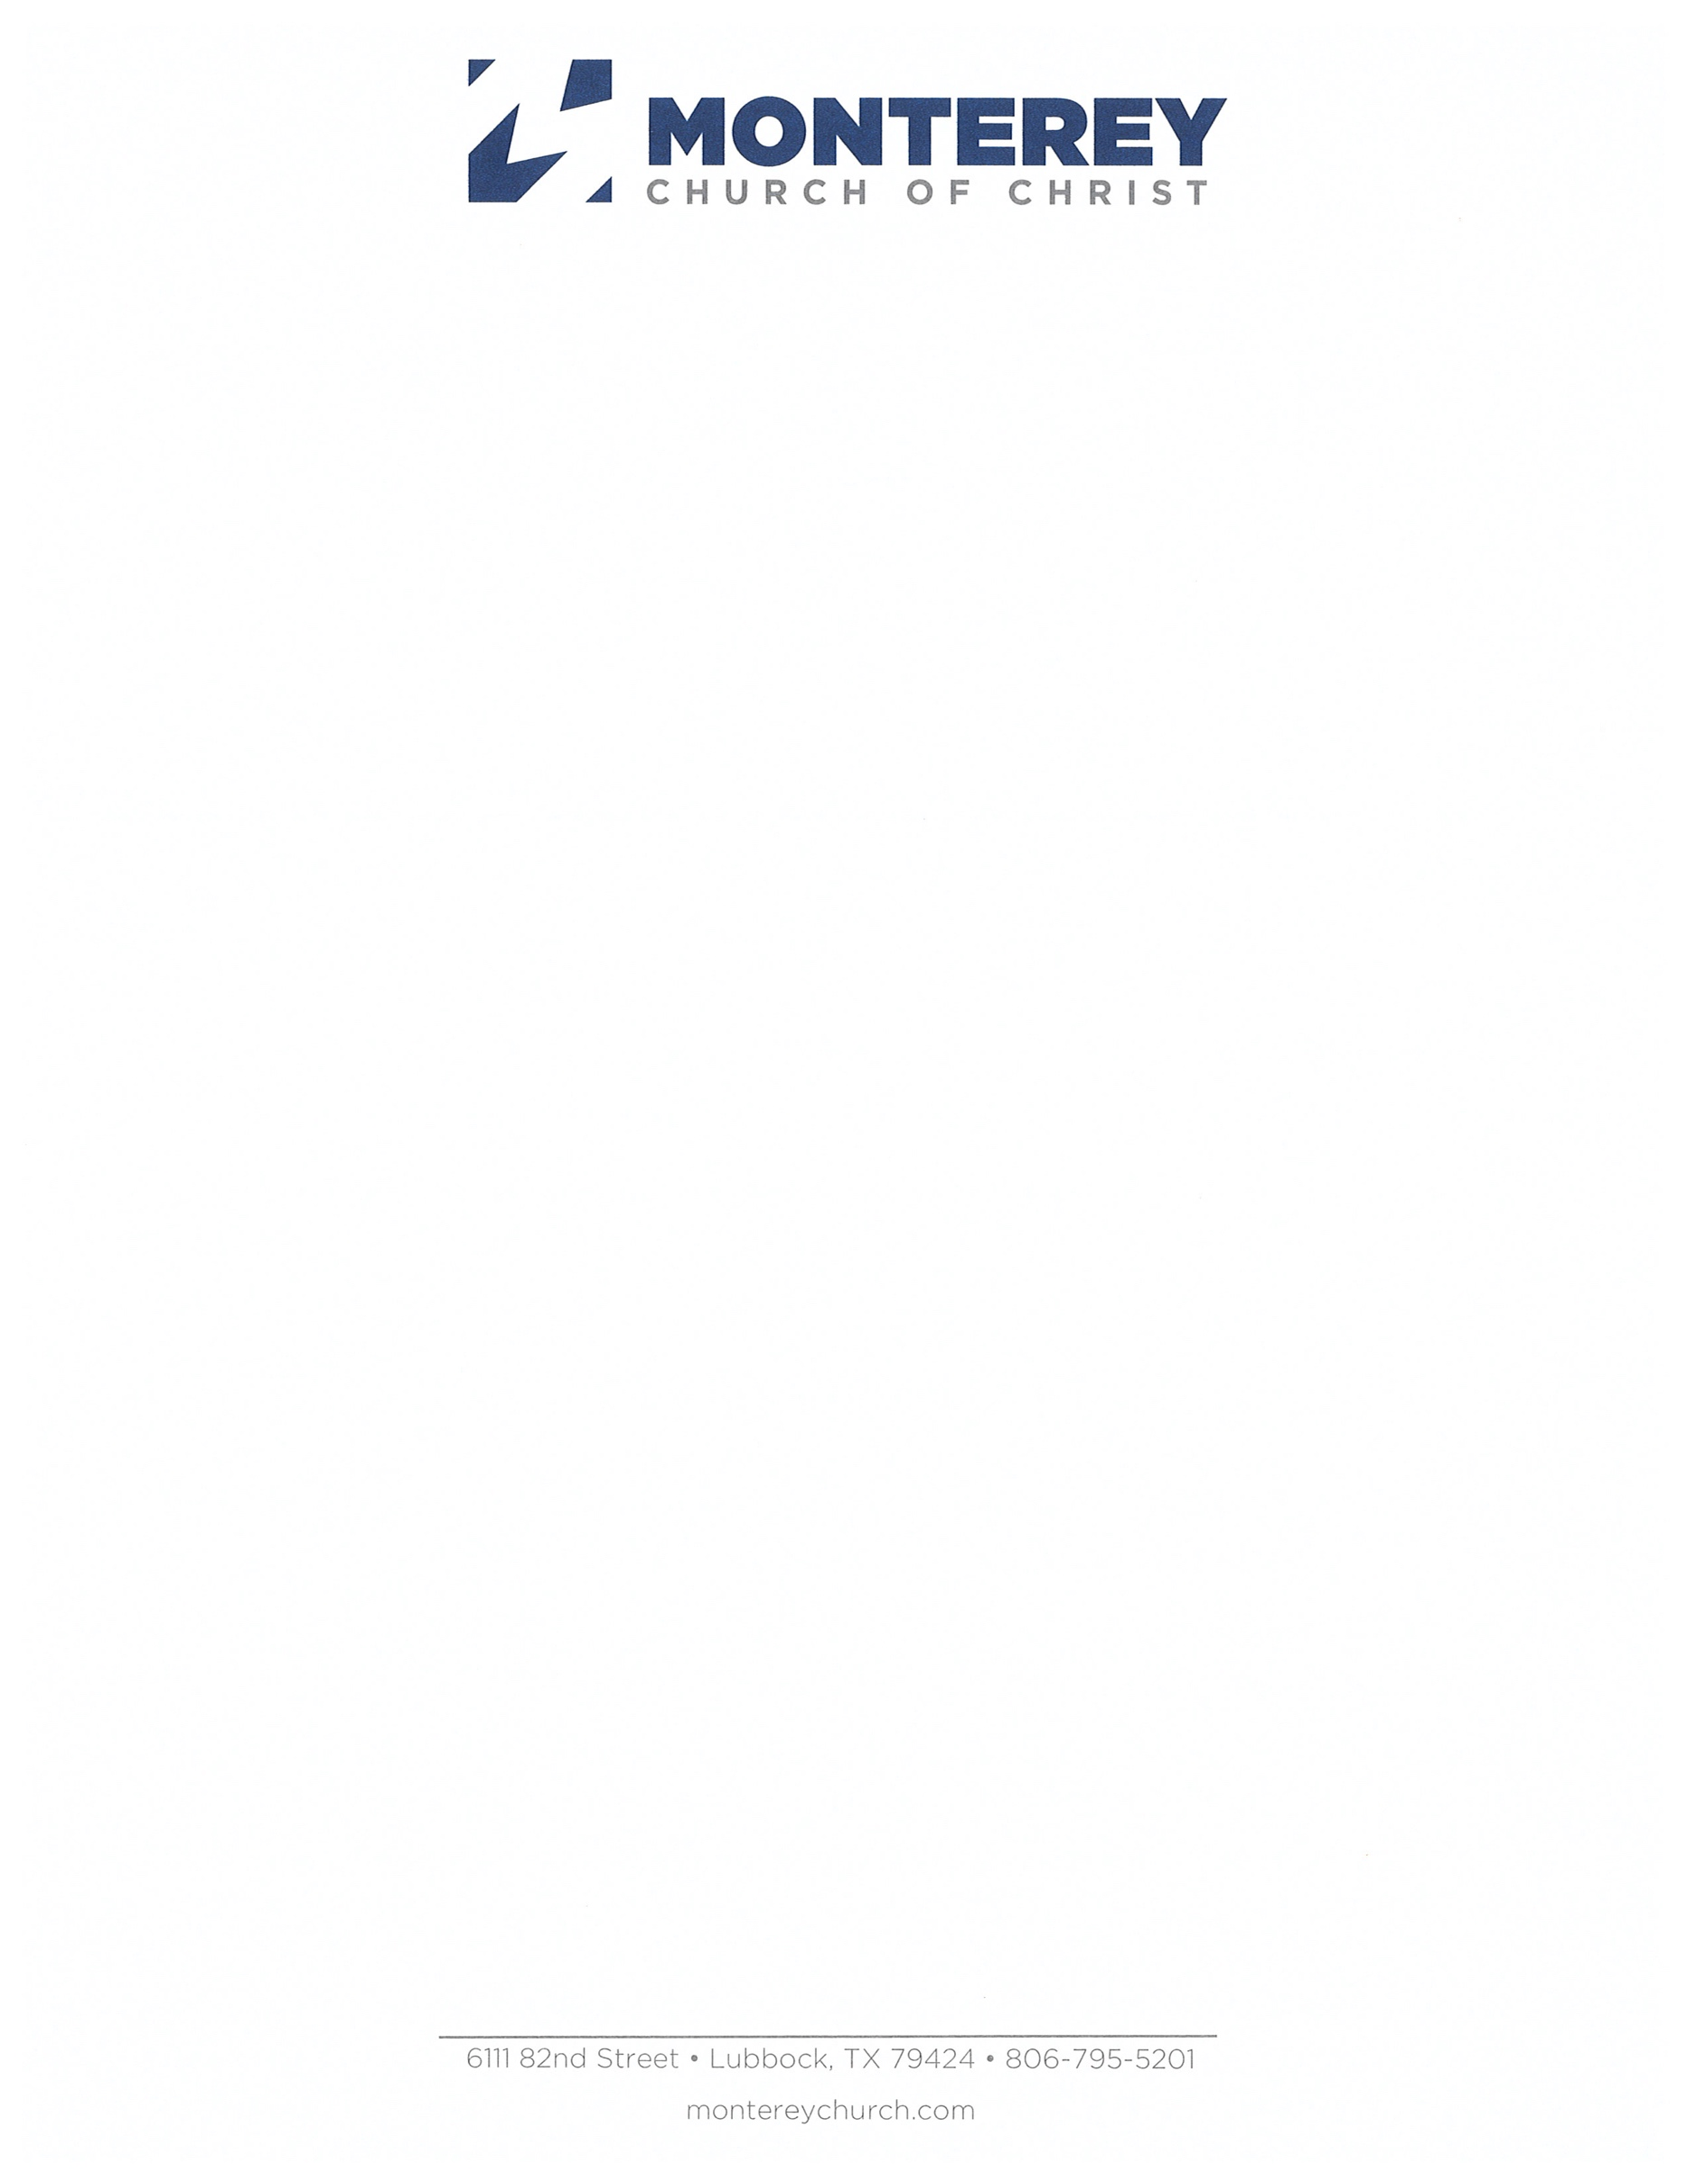 MONTEREY
CHURCH OF CHRIST
6111 82nd Street • Lubbock, TX 79424 • 806-795-5201
montereychurch.com